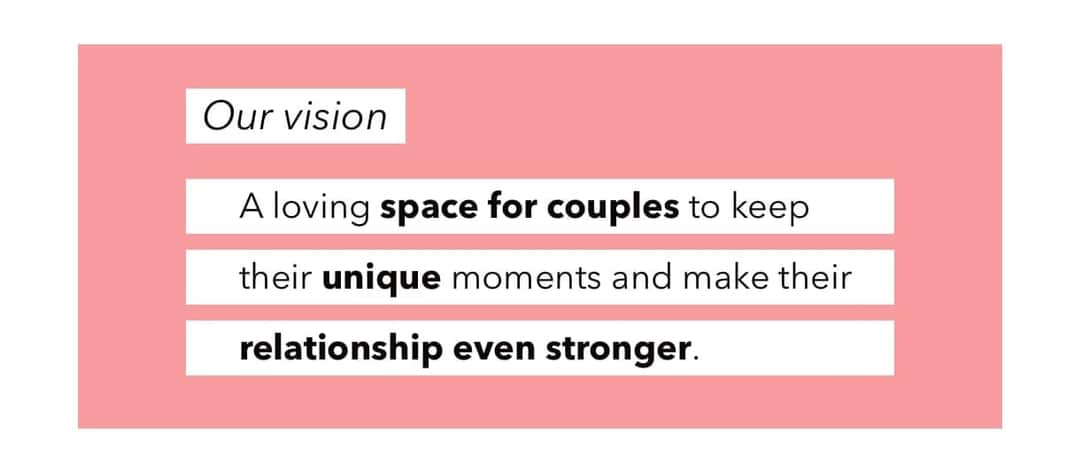 Our vision
A loving space for couples to keep
their unique moments and make their
relationship even stronger.